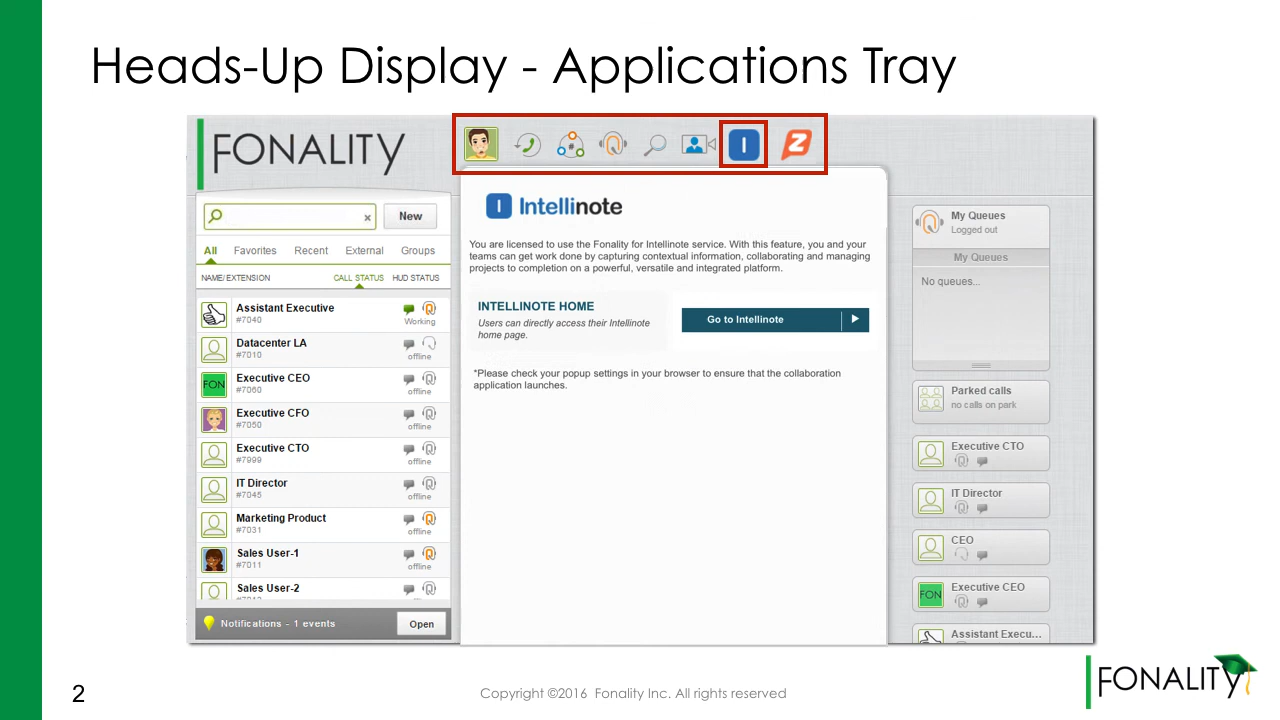 Heads-Up Display - Applications Tray
FONALITY
I
Z
New
All Favorites Recent External Groups
NAME/EXTENSION CALL STATUS HUD STATUS
Assistant Executive
#7040
Working
Datacenter LA
#7010
offline
FON
Executive CEO
#7060
offline
Executive CFO
#7050
offline
Executive CTO
#7999
offline
IT Director
#7045
offline
Marketing Product
#7031
offline
Sales User-1
#7011
offline
Sales User-2
Notifications - 1 events
Open
I Intellinote
You are licensed to use the Fonality for Intellinote service. With this feature, you and your
teams can get work done by capturing contextual information, collaborating and managing
projects to completion on a powerful, versatile and integrated platform.
INTELLINOTE HOME
Users can directly access their Intellinote
home page.
Go to Intellinote
*Please check your popup settings in your browser to ensure that the collaboration
application launches.
My Queues
Logged out
My Queues
No queues...
Parked calls
no calls on park
Executive CTO
IT Director
CEO
FON
Executive CEO
Assistant Execu...
2
Copyright ©2016 Fonality Inc. All rights reserved
FONALITY